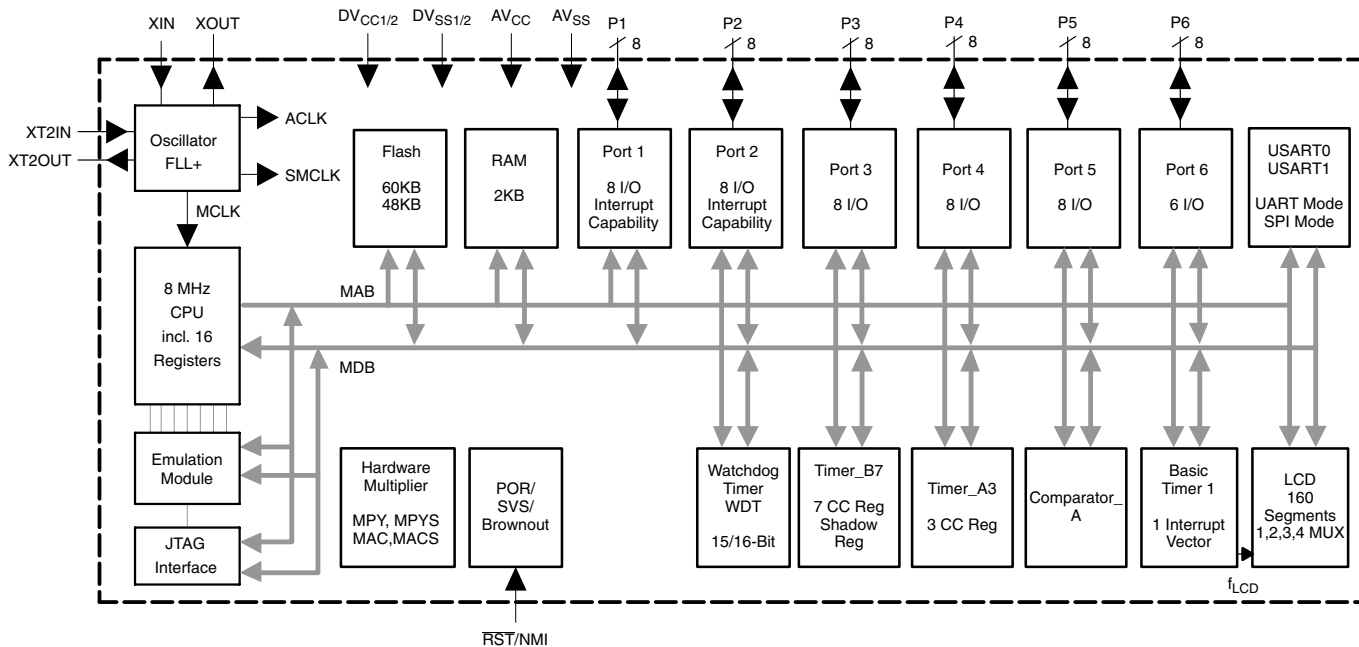 XIN
XOUT
DVCC1/2
DVSS1/2
AVCC
AVSS
P1
8
P2
8
P3
8
P4
8
P5
8
P6
8
XT2IN
XT2OUT
Oscillator
FLL+
ACLK
SMCLK
MCLK
Flash
60KB
48KB
RAM
2KB
Port 1
8 I/O
Interrupt
Capability
Port 2
8 I/O
Interrupt
Capability
Port 3
8 I/O
Port 4
8 I/O
Port 5
8 I/O
Port 6
6 I/O
USART0
USART1
UART Mode
SPI Mode
8 MHz
CPU
incl. 16
Registers
MAB
MDB
Emulation
Module
JTAG
Interface
Hardware
Multiplier
MPY, MPYS
MAC,MACS
POR/
SVS/
Brownout
Watchdog
Timer
WDT
15/16-Bit
Timer_B7
7 CC Reg
Shadow
Reg
Timer_A3
3 CC Reg
Comparator_
A
Basic
Timer 1
1 Interrupt
Vector
LCD
160
Segments
1,2,3,4 MUX
fLCD
RST/NMI